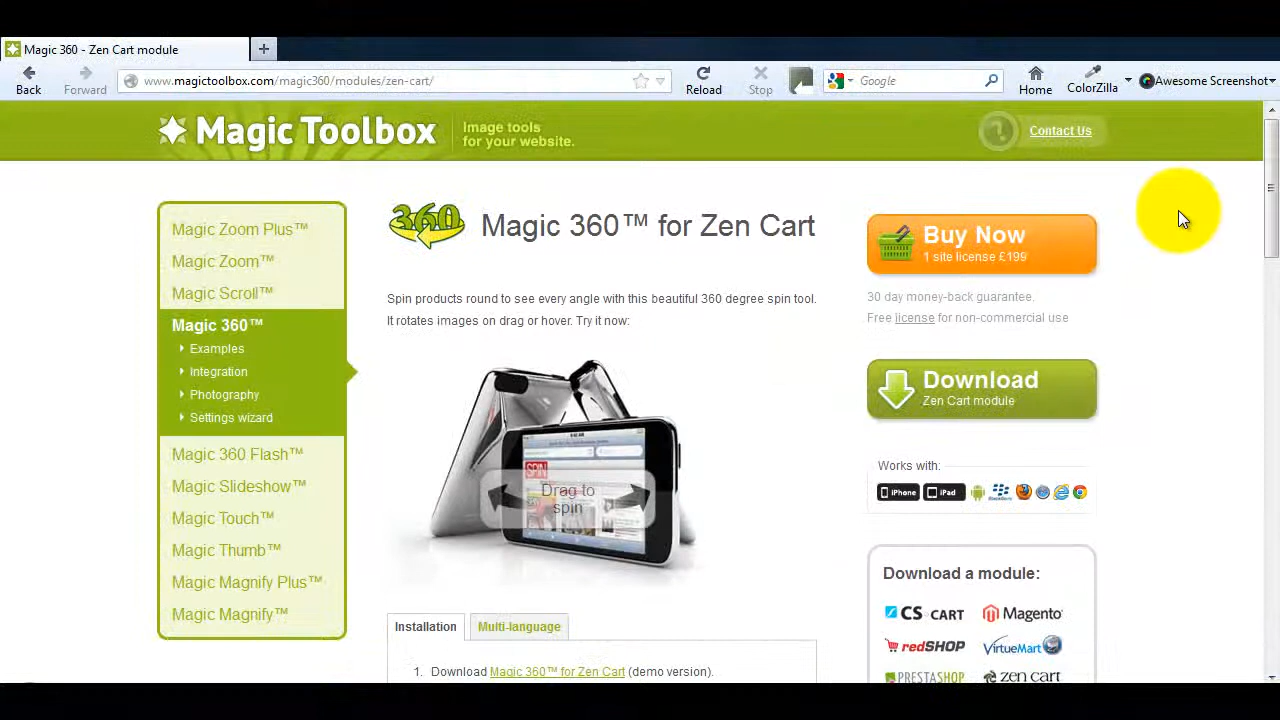 Magic 360 - Zen Cart module
Back
Forward
www.magictoolbox.com/magic360/modules/zen-cart/
Reload
Stop
Google
Home
ColorZilla
Awesome Screenshot
Magic Toolbox
Image tools
for your website.
Contact Us
Magic Zoom Plus™
Magic Zoom™
Magic Scroll™
Magic 360™
Examples
Integration
Photography
Settings wizard
Magic 360 Flash™
Magic Slideshow™
Magic Touch™
Magic Thumb™
Magic Magnify Plus™
Magic Magnify™
360
Magic 360™ for Zen Cart
Spin products round to see every angle with this beautiful 360 degree spin tool.
It rotates images on drag or hover. Try it now:
SPIN
Drag to
spin
Installation
Multi-language
1. Download Magic 360™ for Zen Cart (demo version).
Buy Now
1 site license £199
30 day money-back guarantee.
Free license for non-commercial use
Download
Zen Cart module
Works with:
iPhone
iPad
BlackBerry
Download a module:
CS CART
Magento
redSHOP
VirtueMart
PRESTASHOP
zen cart